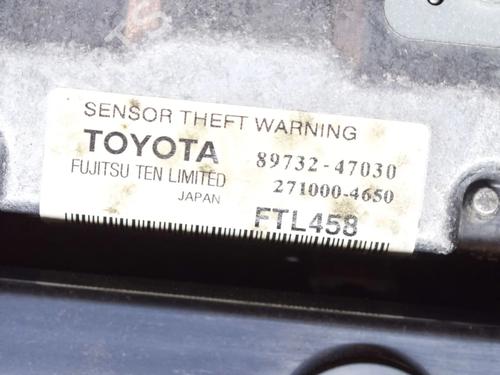 SENSOR THEFT WARNING
TOYOTA 89732-47030
FUJITSU TEN LIMITED 271000-4650
JAPAN FTL458